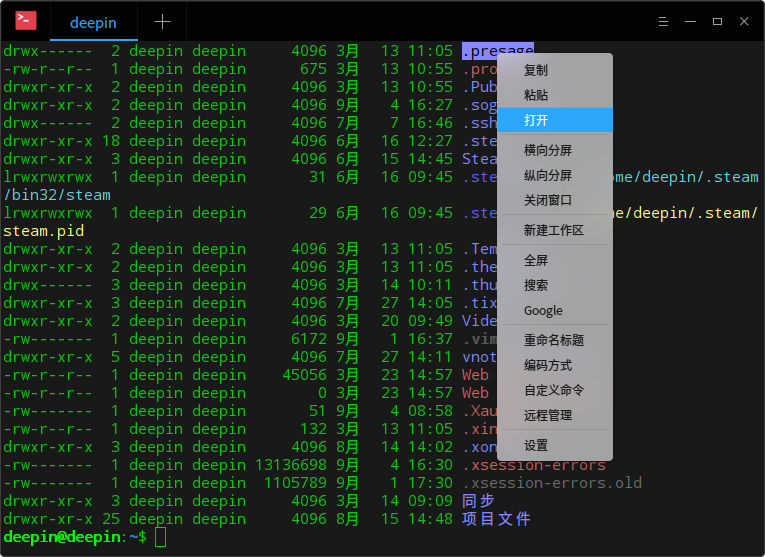 deepin
drwx------ 2 deepin deepin 4096 3月 13 11:05 .presage
-rw-r--r-- 1 deepin deepin 675 3月 13 10:55 .pro
drwxr-xr-x 2 deepin deepin 4096 3月 13 10:55 .Pub
drwxr-xr-x 2 deepin deepin 4096 9月 4 16:27 .sog
drwx------ 2 deepin deepin 4096 7月 7 16:46 .ssh
drwxr-xr-x 18 deepin deepin 4096 6月 16 12:27 .ste
drwxr-xr-x 3 deepin deepin 4096 6月 15 14:45 Stea
lrwxrwxrwx 1 deepin deepin 31 6月 16 09:45 .ste ome/deepin/.steam
/bin32/steam
lrwxrwxrwx 1 deepin deepin 29 6月 16 09:45 .ste e/deepin/.steam/
steam.pid
drwxr-xr-x 2 deepin deepin 4096 3月 13 11:05 .Tem
drwxr-xr-x 2 deepin deepin 4096 3月 13 11:05 .the
drwx------ 3 deepin deepin 4096 3月 14 10:11 .thu
drwxr-xr-x 3 deepin deepin 4096 7月 27 14:05 .tix
drwxr-xr-x 2 deepin deepin 4096 3月 20 09:49 Vide
-rw------- 1 deepin deepin 6172 9月 1 16:37 .vim
drwxr-xr-x 5 deepin deepin 4096 7月 27 14:11 vnot
-rw-r--r-- 1 deepin deepin 45056 3月 23 14:57 Web
-rw-r--r-- 1 deepin deepin 0 3月 23 14:57 Web
-rw------- 1 deepin deepin 51 9月 4 08:58 .Xau
-rw------- 1 deepin deepin 132 3月 13 11:05 .xin
drwxr-xr-x 3 deepin deepin 4096 8月 14 14:02 .xon
-rw------- 1 deepin deepin 13136698 9月 4 16:30 .xsession-errors
-rw------- 1 deepin deepin 1105789 9月 1 17:30 .xsession-errors.old
drwxr-xr-x 3 deepin deepin 4096 3月 14 09:09 同步
drwxr-xr-x 25 deepin deepin 4096 8月 15 14:48 项目文件
deepin@deepin:~$
复制
粘贴
打开
横向分屏
纵向分屏
关闭窗口
新建工作区
全屏
搜索
Google
重命名标题
编码方式
自定义命令
远程管理
设置